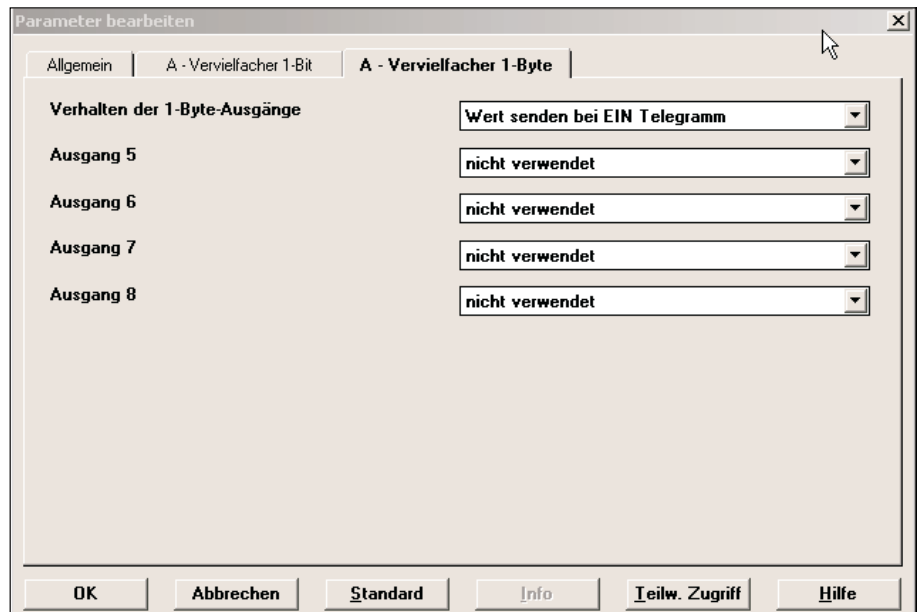 Parameter bearbeiten
Allgemein A - Vervielfacher 1-Bit A - Vervielfacher 1-Byte
Verhalten der 1-Byte-Ausgänge Wert senden bei EIN Telegramm
Ausgang 5 nicht verwendet
Ausgang 6 nicht verwendet
Ausgang 7 nicht verwendet
Ausgang 8 nicht verwendet
OK Abbrechen Standard Info Teilw. Zugriff Hilfe